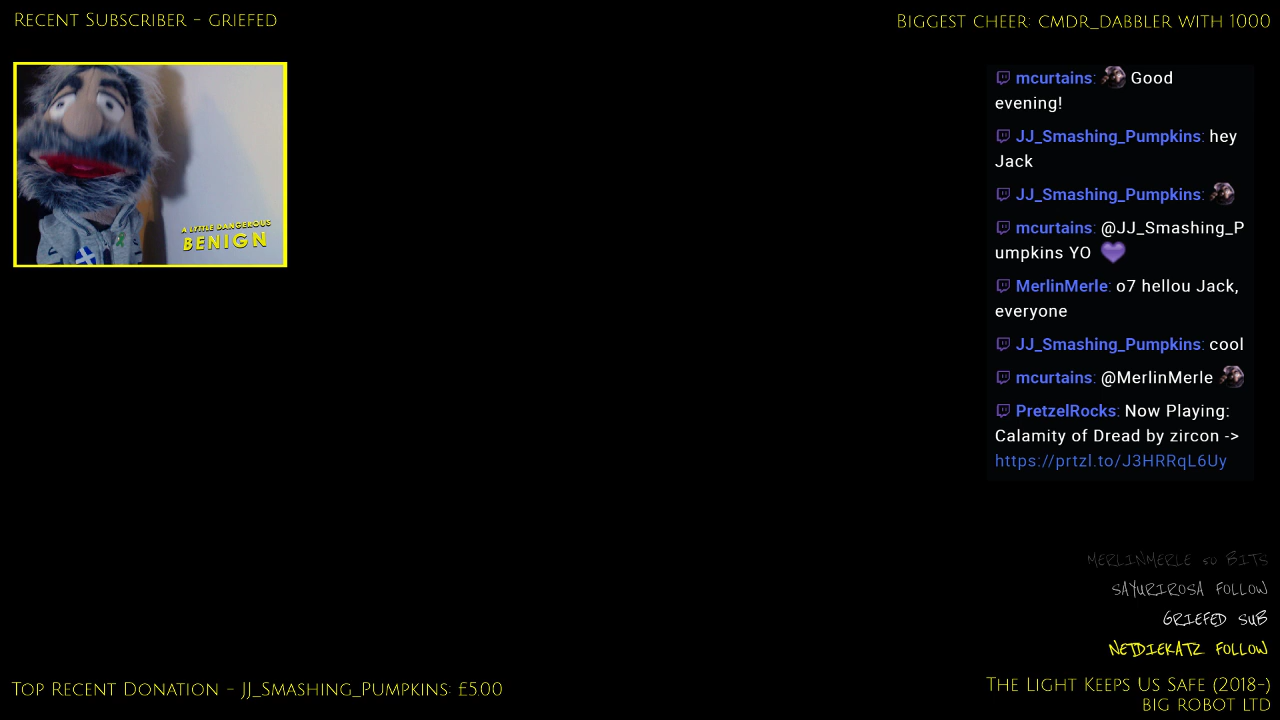 Recent Subscriber - griefed
Biggest cheer: cmdr_dabbler with 1000
A LYTTLE DANGEROUS
BENIGN
mcurtains: Good
evening!
JJ_Smashing_Pumpkins: hey
Jack
JJ_Smashing_Pumpkins:
mcurtains: @JJ_Smashing_P
umpkins YO
MerlinMerle: o7 hellou Jack,
everyone
JJ_Smashing_Pumpkins: cool
mcurtains: @MerlinMerle
PretzelRocks: Now Playing:
Calamity of Dread by zircon ->
https://prtzl.to/J3HRRqL6Uy
MERLINMERLE 50 BITS
SAYURIROSA FOLLOW
GRIEFED SUB
NETDIEKATZ FOLLOW
Top Recent Donation - JJ_Smashing_Pumpkins: £5.00
The Light Keeps Us Safe (2018-)
BIG ROBOT LTD